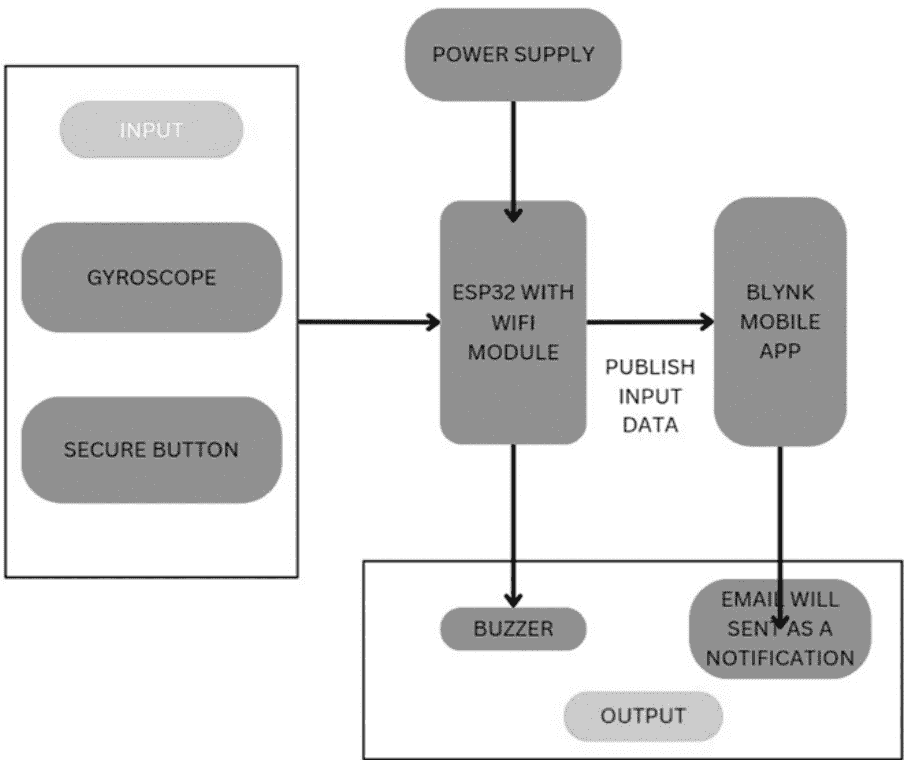 POWER SUPPLY
INPUT
GYROSCOPE
SECURE BUTTON
ESP32 WITH
WIFI
MODULE
PUBLISH
INPUT
DATA
BLYNK
MOBILE
APP
BUZZER
EMAIL WILL
SENT AS A
NOTIFICATION
OUTPUT